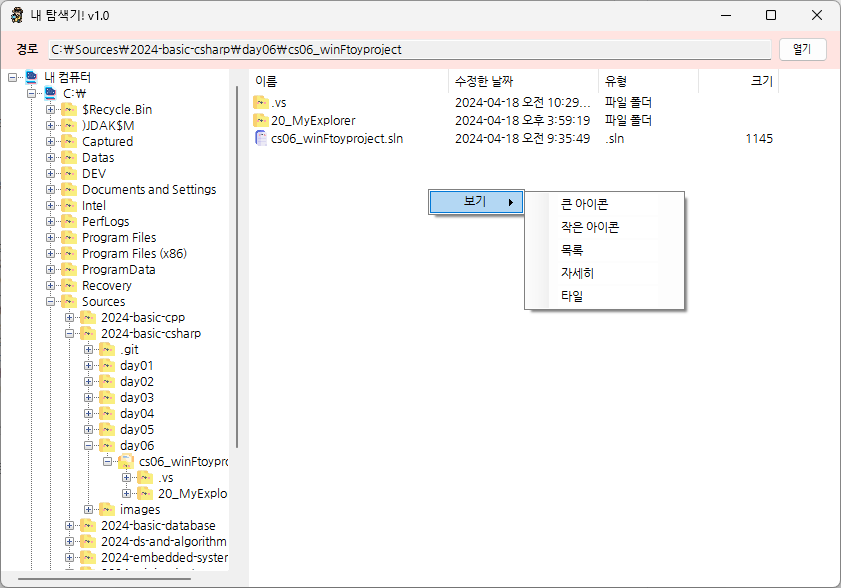 내 탐색기! v1.0
경로 C:₩Sources₩2024-basic-csharp₩day06₩cs06_winFtoyproject 열기
내 컴퓨터
C:₩
$Recycle.Bin
)JDAK$M
Captured
Datas
DEV
Documents and Settings
Intel
PerfLogs
Program Files
Program Files (x86)
ProgramData
Recovery
Sources
2024-basic-cpp
2024-basic-csharp
.git
day01
day02
day03
day04
day05
day06
cs06_winFtoypro
.vs
20_MyExplo
images
2024-basic-database
2024-ds-and-algorithm
2024-embedded-syster
이름 수정한 날짜 유형 크기
.vs 2024-04-18 오전 10:29... 파일 폴더
20_MyExplorer 2024-04-18 오후 3:59:19 파일 폴더
cs06_winFtoyproject.sln 2024-04-18 오전 9:35:49 .sln 1145
보기
큰 아이콘
작은 아이콘
목록
자세히
타일